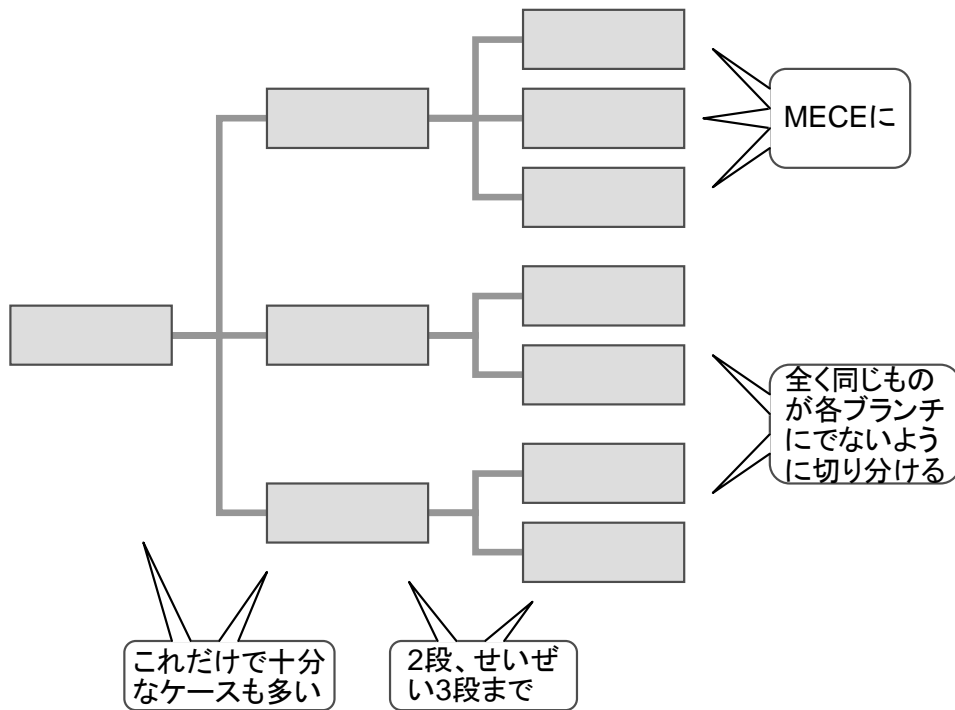 MECEに
全く同じもの
が各ブランチ
にでないよう
に切り分ける
これだけで十分
なケースも多い
2段、せいぜ
い3段まで